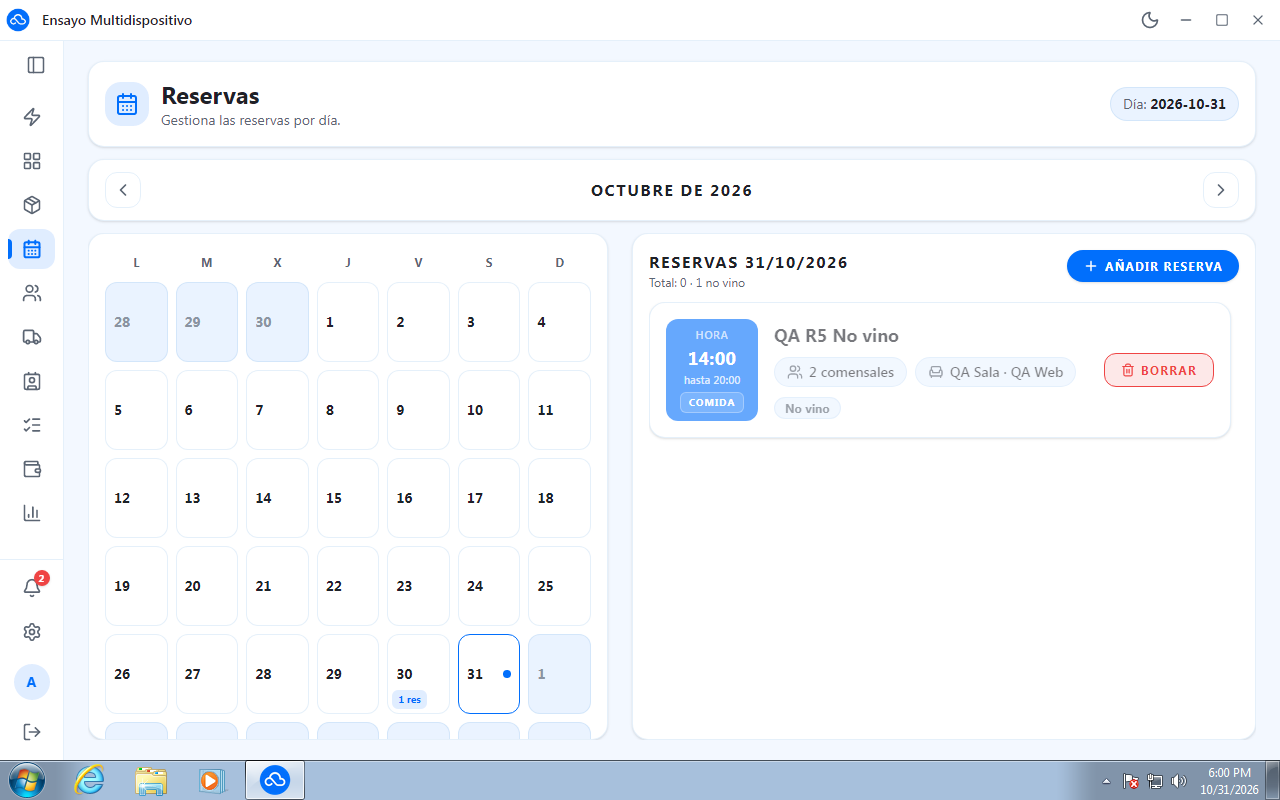 Ensayo Multidispositivo
Reservas
Gestiona las reservas por día.
Día: 2026-10-31
OCTUBRE DE 2026
L M X J V S D
28 29 30 1 2 3 4
5 6 7 8 9 10 11
12 13 14 15 16 17 18
19 20 21 22 23 24 25
26 27 28 29 30 31 1
1 res
RESERVAS 31/10/2026
Total: 0 · 1 no vino
AÑADIR RESERVA
HORA
14:00
hasta 20:00
COMIDA
QA R5 No vino
2 comensales
QA Sala · QA Web
No vino
BORRAR
2
A
6:00 PM
10/31/2026